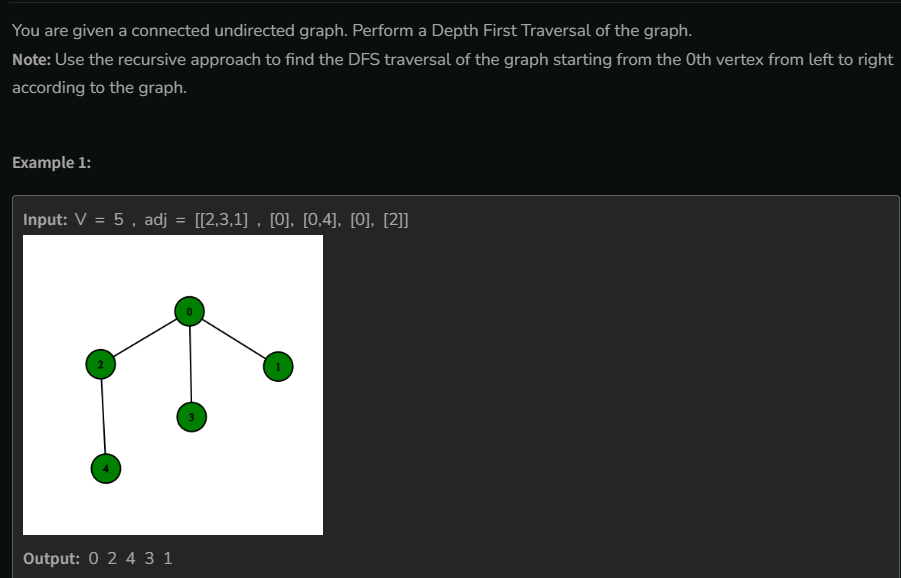 You are given a connected undirected graph. Perform a Depth First Traversal of the graph.
Note: Use the recursive approach to find the DFS traversal of the graph starting from the 0th vertex from left to right
according to the graph.
Example 1:
Input: V = 5 , adj = [[2,3,1] , [0], [0,4], [0], [2]]
0
2
1
3
4
Output: 0 2 4 3 1